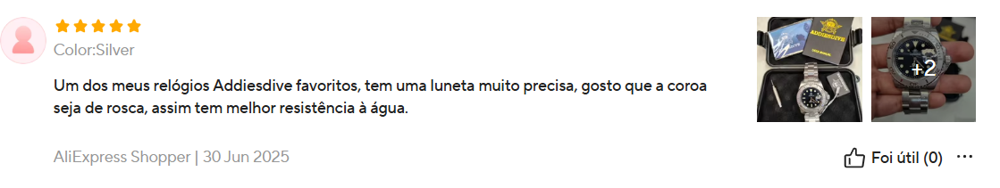 Color:Silver
Um dos meus relógios Addiesdive favoritos, tem uma luneta muito precisa, gosto que a coroa
seja de rosca, assim tem melhor resistência à água.
AliExpress Shopper | 30 Jun 2025
ADDIESDIVE
+2
Foi útil (0)